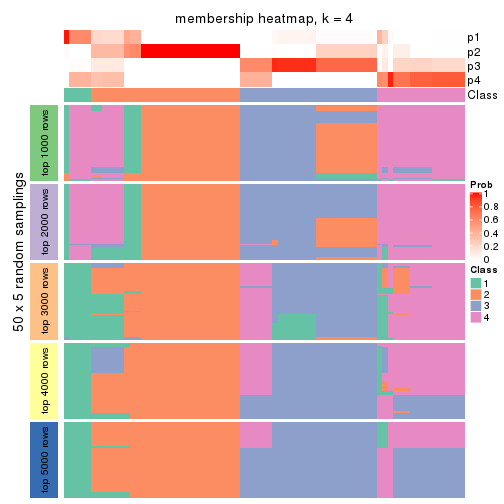 membership heatmap, k = 4
p1
p2
p3
p4
Class
50 x 5 random samplings
top 1000 rows
top 2000 rows
top 3000 rows
top 4000 rows
top 5000 rows
Prob
1
0.8
0.6
0.4
0.2
0
Class
1
2
3
4